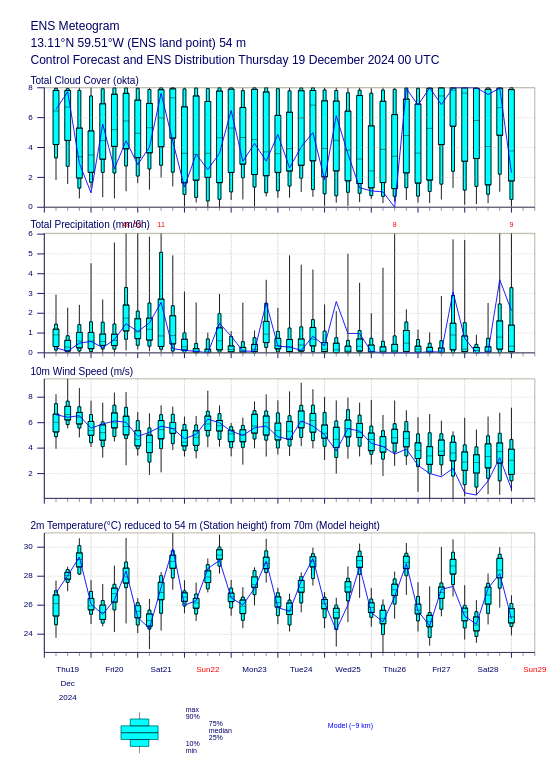 ENS Meteogram
13.11°N 59.51°W (ENS land point) 54 m
Control Forecast and ENS Distribution Thursday 19 December 2024 00 UTC
Total Cloud Cover (okta)
8
6
4
2
0
Total Precipitation (mm/6h)
11
8
9
6
5
4
3
2
1
0
10m Wind Speed (m/s)
8
6
4
2
2m Temperature(°C) reduced to 54 m (Station height) from 70m (Model height)
30
28
26
24
Thu19 Fri20 Sat21 Sun22 Mon23 Tue24 Wed25 Thu26 Fri27 Sat28 Sun29
Dec
2024
max
90%
75%
median
25%
10%
min
Model (~9 km)